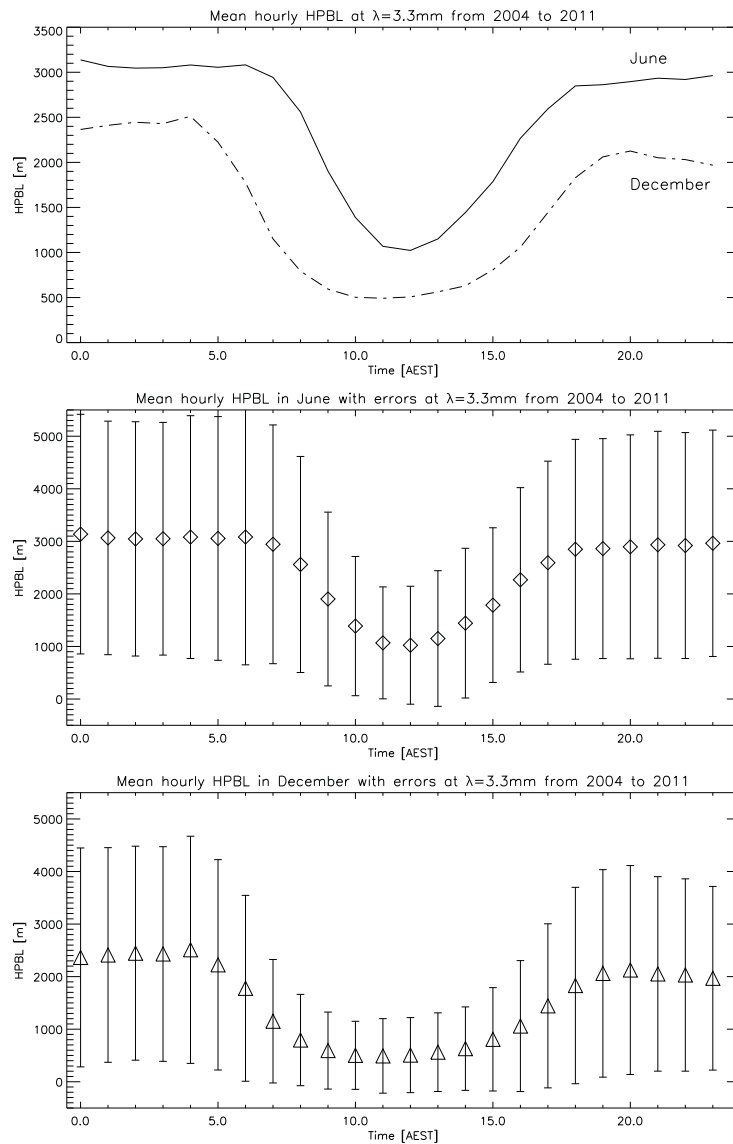 Mean hourly HPBL at λ=3.3mm from 2004 to 2011
3500
3000
2500
2000
1500
1000
500
0
HPBL [m]
June
December
0.0 5.0 10.0 15.0 20.0
Time [AEST]
Mean hourly HPBL in June with errors at λ=3.3mm from 2004 to 2011
5000
4000
3000
2000
1000
0
HPBL [m]
0.0 5.0 10.0 15.0 20.0
Time [AEST]
Mean hourly HPBL in December with errors at λ=3.3mm from 2004 to 2011
5000
4000
3000
2000
1000
0
HPBL [m]
0.0 5.0 10.0 15.0 20.0
Time [AEST]